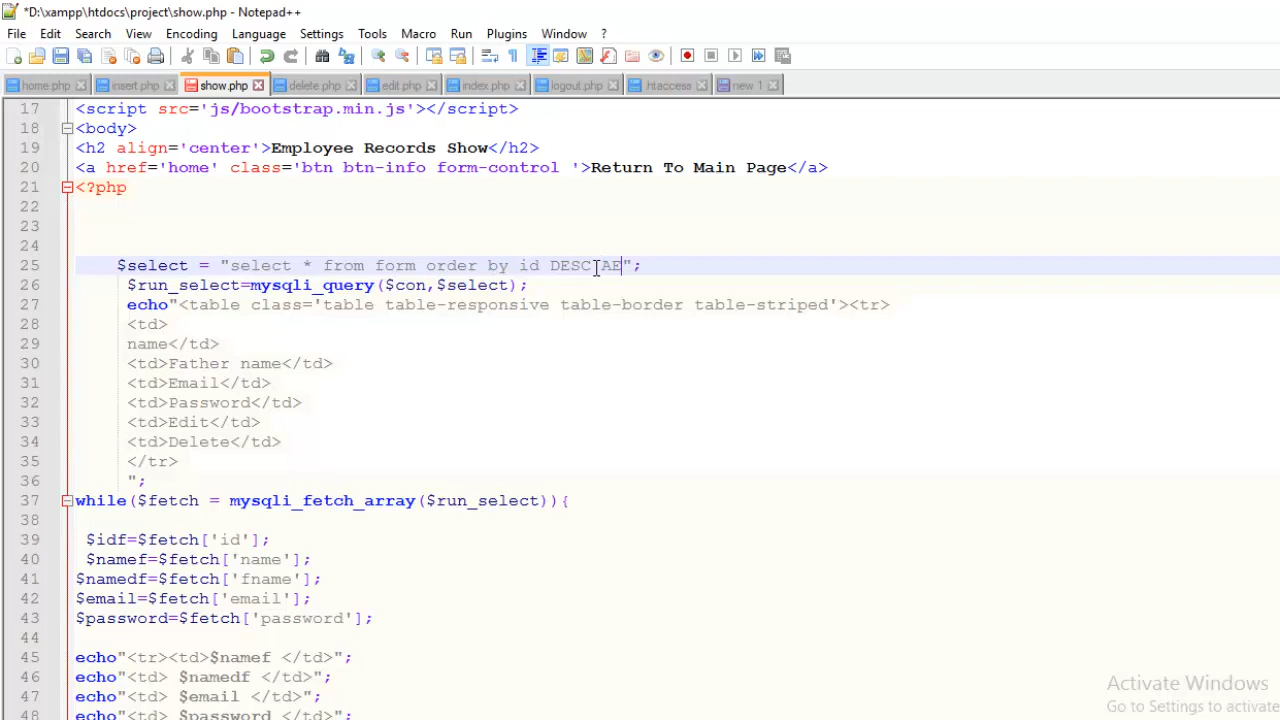 *D:\xampp\htdocs\project\show.php - Notepad++
File Edit Search View Encoding Language Settings Tools Macro Run Plugins Window ?
home.php insert.php show.php delete.php edit.php index.php logout.php .htaccess new 1
17 <script src='js/bootstrap.min.js'></script>
18 <body>
19 <h2 align='center'>Employee Records Show</h2>
20 <a href='home' class='btn btn-info form-control '>Return To Main Page</a>
21 <?php
22
23
24
25 $select = "select * from form order by id DESC AE";
26 $run_select=mysqli_query($con,$select);
27 echo"<table class='table table-responsive table-border table-striped'><tr>
28 <td>
29 name</td>
30 <td>Father name</td>
31 <td>Email</td>
32 <td>Password</td>
33 <td>Edit</td>
34 <td>Delete</td>
35 </tr>
36 ";
37 while($fetch = mysqli_fetch_array($run_select)){
38
39 $idf=$fetch['id'];
40 $namef=$fetch['name'];
41 $namedf=$fetch['fname'];
42 $email=$fetch['email'];
43 $password=$fetch['password'];
44
45 echo"<tr><td>$namef </td>";
46 echo"<td> $namedf </td>";
47 echo"<td> $email </td>";
48 echo"<td> $password </td>";
Activate Windows
Go to Settings to activate